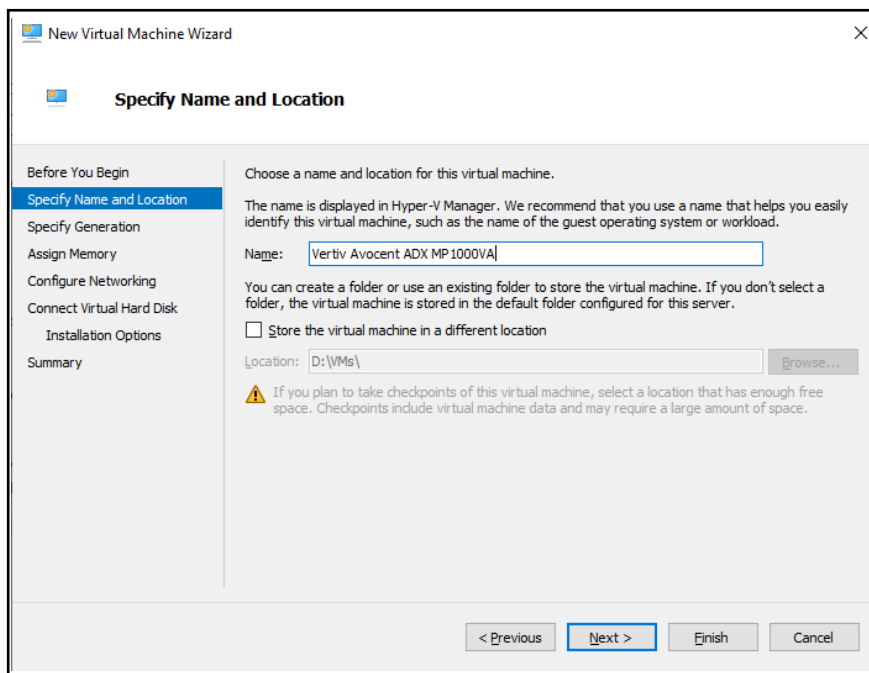 New Virtual Machine Wizard
Specify Name and Location
Before You Begin
Specify Name and Location
Specify Generation
Assign Memory
Configure Networking
Connect Virtual Hard Disk
Installation Options
Summary
Choose a name and location for this virtual machine.
The name is displayed in Hyper-V Manager. We recommend that you use a name that helps you easily
identify this virtual machine, such as the name of the guest operating system or workload.
Name: Vertiv Avocent ADX MP1000VA
You can create a folder or use an existing folder to store the virtual machine. If you don't select a
folder, the virtual machine is stored in the default folder configured for this server.
Store the virtual machine in a different location
Location: D:\VMs\ Browse...
If you plan to take checkpoints of this virtual machine, select a location that has enough free
space. Checkpoints include virtual machine data and may require a large amount of space.
< Previous Next > Finish Cancel